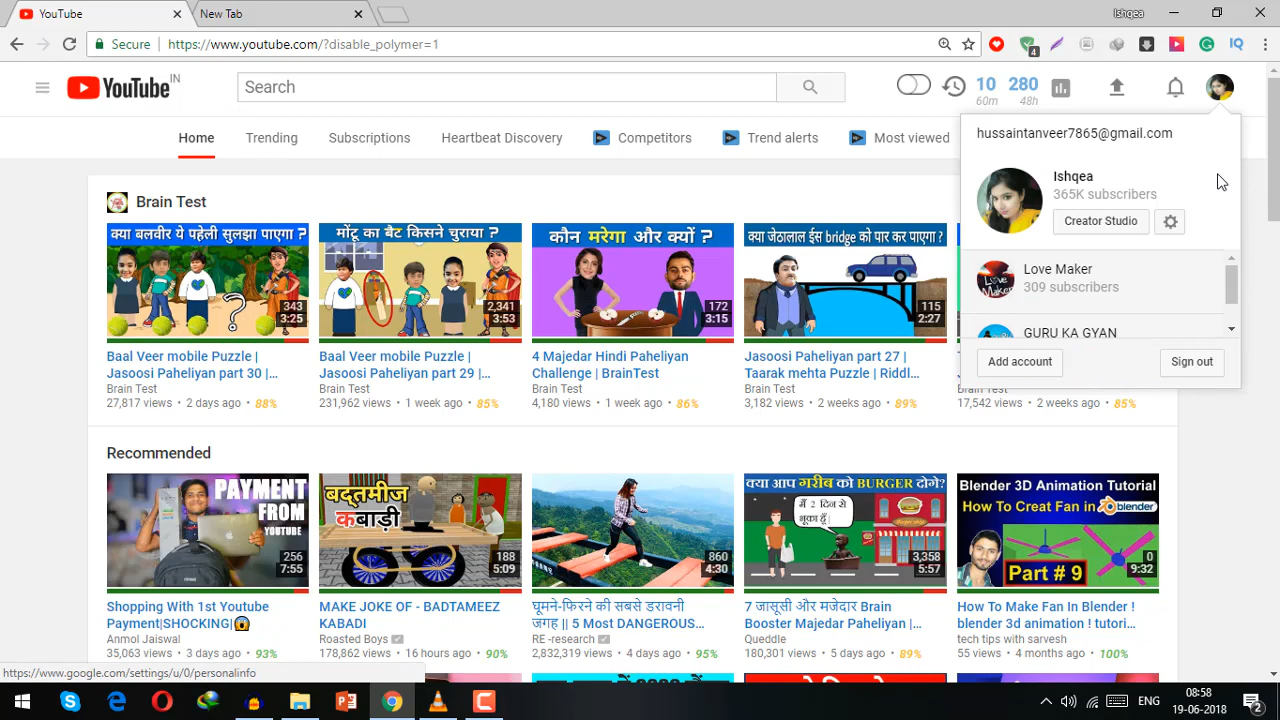 YouTube
New Tab
Ishqea
Secure
https://www.youtube.com/?disable_polymer=1
4
IQ
YouTube IN
Search
10 60m
280 48h
Home
Trending
Subscriptions
Heartbeat Discovery
Competitors
Trend alerts
Most viewed
hussaintanveer7865@gmail.com
Ishqea
365K subscribers
Creator Studio
Love Maker
309 subscribers
GURU KA GYAN
Add account
Sign out
Brain Test
क्या बलवीर ये पहेली सुलझा पाएगा ?
?
343
3:25
Baal Veer mobile Puzzle |
Jasoosi Paheliyan part 30 |...
Brain Test
27,817 views • 2 days ago • 88%
मोंटू का बैट किसने चुराया ?
2,341
3:53
Baal Veer mobile Puzzle |
Jasoosi Paheliyan part 29 |...
Brain Test
231,962 views • 1 week ago • 85%
कौन मरेगा और क्यों ?
172
3:15
4 Majedar Hindi Paheliyan
Challenge | BrainTest
Brain Test
4,180 views • 1 week ago • 86%
क्या जेठालाल ईस bridge को पार कर पाएगा ?
115
2:27
Jasoosi Paheliyan part 27 |
Taarak mehta Puzzle | Riddl...
Brain Test
3,182 views • 2 weeks ago • 89%
17,542 views • 2 weeks ago • 85%
Recommended
PAYMENT
FROM
YOUTUBE
256
7:55
Shopping With 1st Youtube
Payment|SHOCKING|😱
Anmol Jaiswal
35,063 views • 3 days ago • 93%
बद्तमीज
कबाड़ी
188
5:09
MAKE JOKE OF - BADTAMEEZ
KABADI
Roasted Boys
178,862 views • 16 hours ago • 90%
860
4:30
घूमने-फिरने की सबसे डरावनी
जगह || 5 Most DANGEROUS...
RE -research
2,832,319 views • 4 days ago • 95%
क्या आप गरीब को BURGER दोगे?
मैं 2 दिन से
भूका हूँ |
3,358
5:57
7 जासूसी और मजेदार Brain
Booster Majedar Paheliyan |...
Queddle
180,301 views • 5 days ago • 89%
Blender 3D Animation Tutorial
How To Creat Fan in blender
Part # 9
0
9:32
How To Make Fan In Blender !
blender 3d animation ! tutori...
tech tips with sarvesh
55 views • 4 months ago • 100%
https://www.google.com/settings/u/0/personalinfo
ENG
08:58
19-06-2018
2